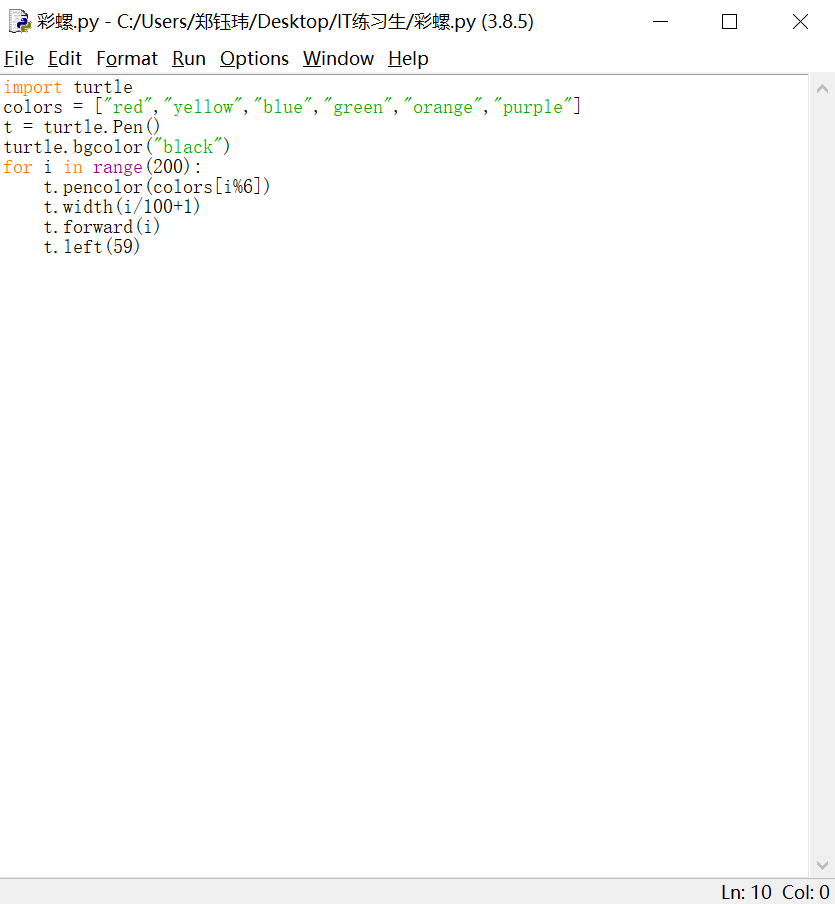 彩螺.py - C:/Users/郑钰玮/Desktop/IT练习生/彩螺.py (3.8.5)
File Edit Format Run Options Window Help
import turtle
colors = ["red","yellow","blue","green","orange","purple"]
t = turtle.Pen()
turtle.bgcolor("black")
for i in range(200):
    t.pencolor(colors[i%6])
    t.width(i/100+1)
    t.forward(i)
    t.left(59)
Ln: 10 Col: 0